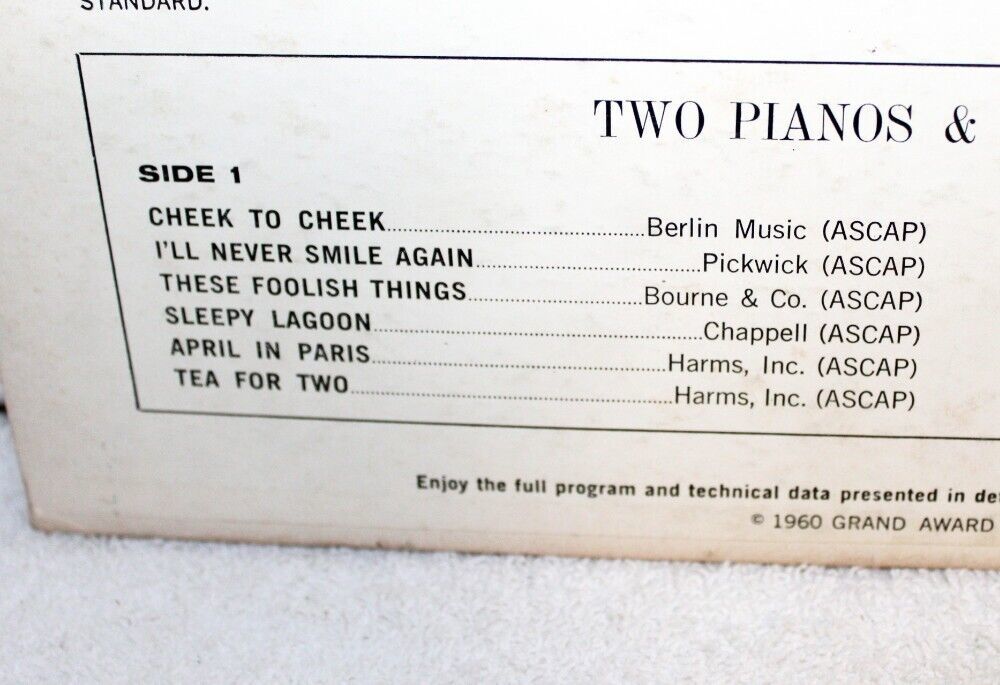 STANDARD.
TWO PIANOS &
SIDE 1
CHEEK TO CHEEK........Berlin Music (ASCAP)
I'LL NEVER SMILE AGAIN........Pickwick (ASCAP)
THESE FOOLISH THINGS........Bourne & Co. (ASCAP)
SLEEPY LAGOON........Chappell (ASCAP)
APRIL IN PARIS........Harms, Inc. (ASCAP)
TEA FOR TWO........Harms, Inc. (ASCAP)
Enjoy the full program and technical data presented in de
© 1960 GRAND AWARD